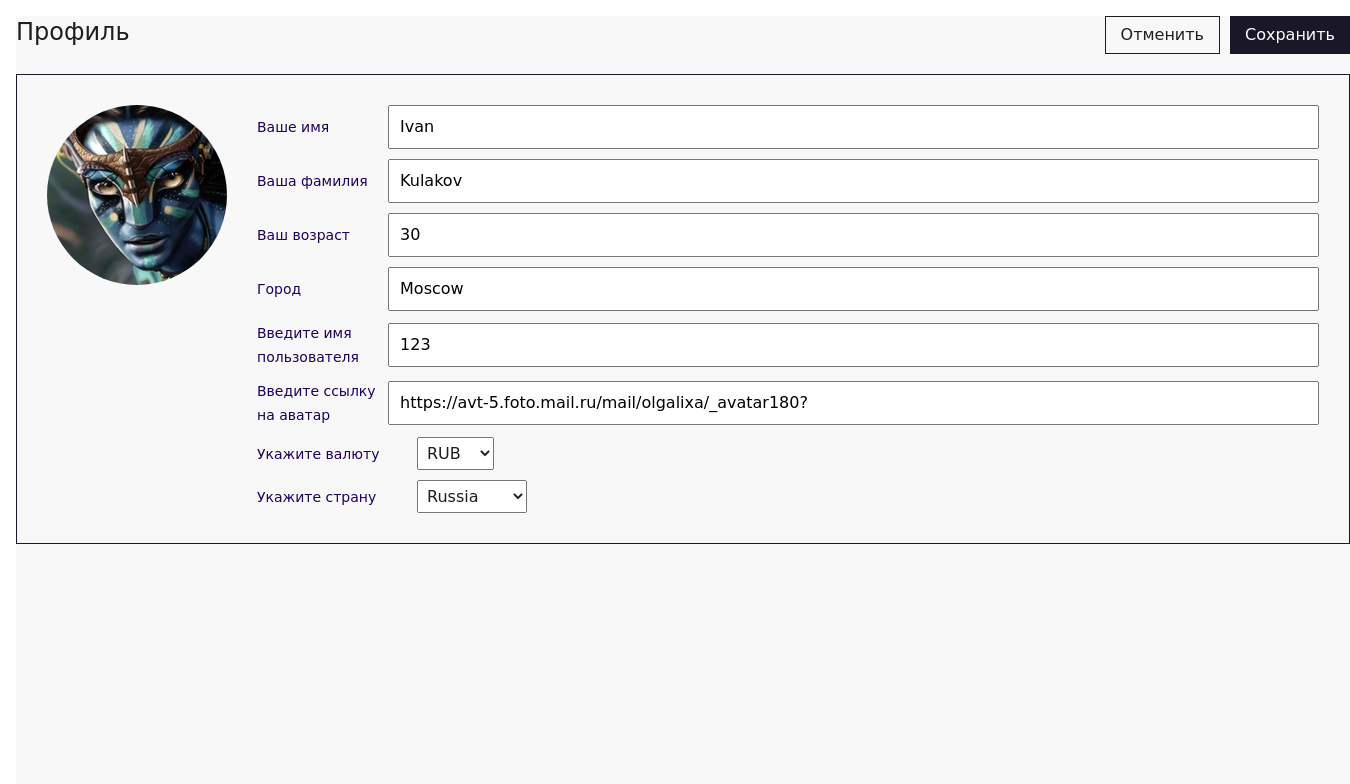 Профиль
Отменить
Сохранить
Ваше имя
Ivan
Ваша фамилия
Kulakov
Ваш возраст
30
Город
Moscow
Введите имя
пользователя
123
Введите ссылку
на аватар
https://avt-5.foto.mail.ru/mail/olgalixa/_avatar180?
Укажите валюту
RUB
Укажите страну
Russia